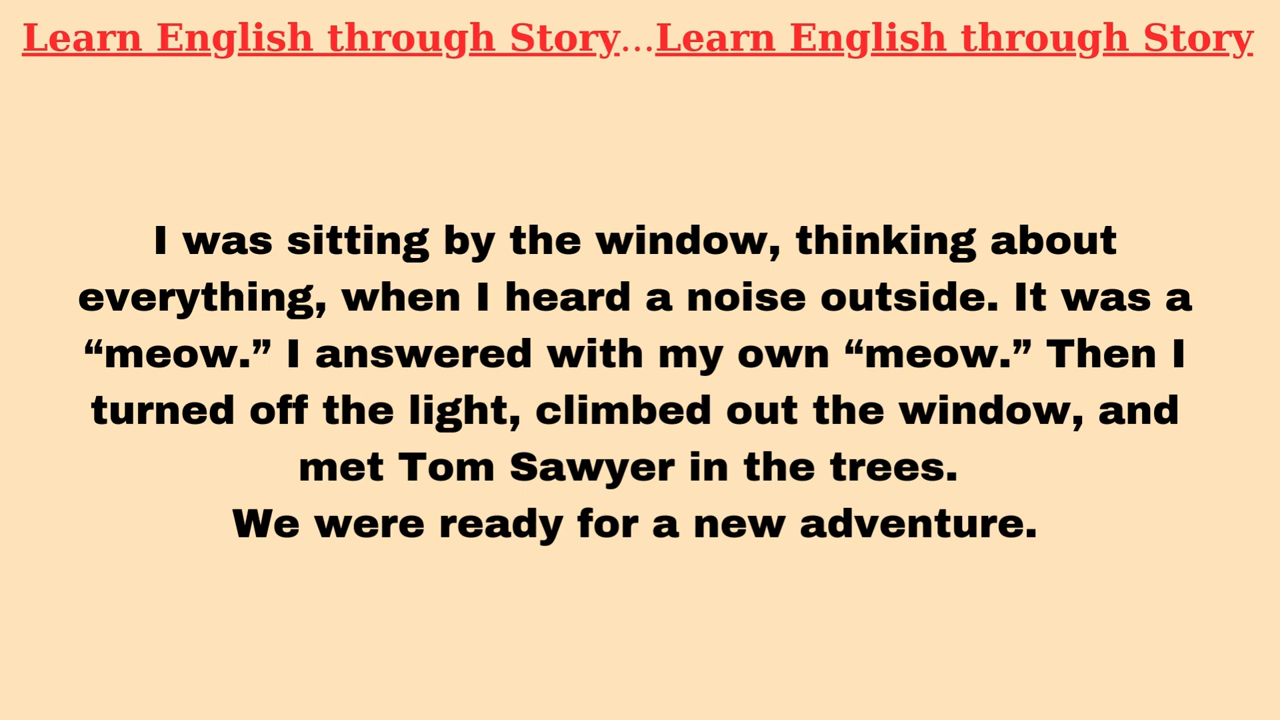 Learn English through Story...Learn English through Story
I was sitting by the window, thinking about
everything, when I heard a noise outside. It was a
“meow.” I answered with my own “meow.” Then I
turned off the light, climbed out the window, and
met Tom Sawyer in the trees.
We were ready for a new adventure.